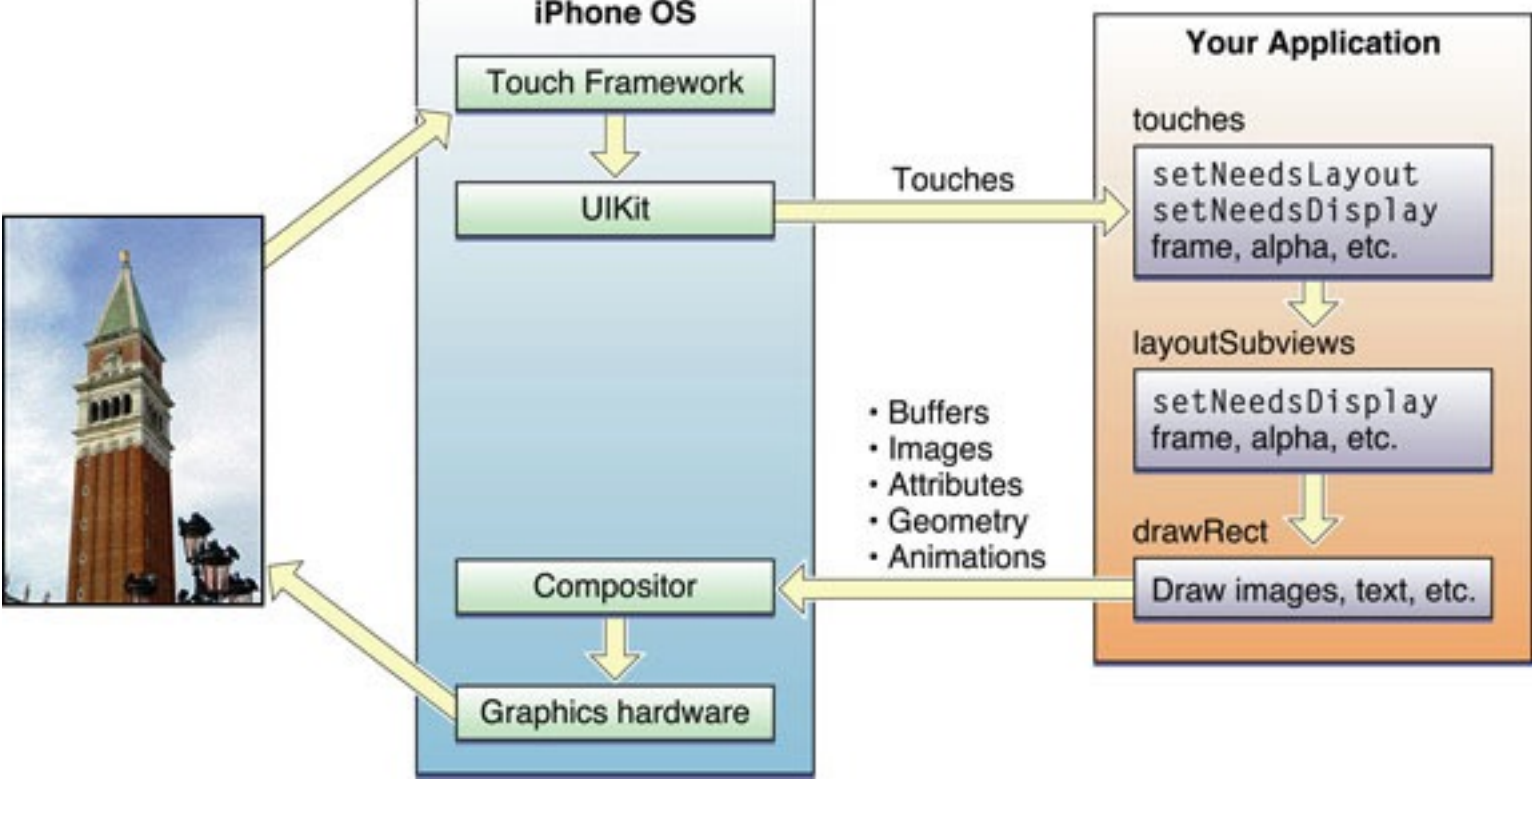 iPhone OS
Touch Framework
UIKit
Touches
Compositor
Graphics hardware
• Buffers
• Images
• Attributes
• Geometry
• Animations
Your Application
touches
setNeedsLayout
setNeedsDisplay
frame, alpha, etc.
layoutSubviews
setNeedsDisplay
frame, alpha, etc.
drawRect
Draw images, text, etc.